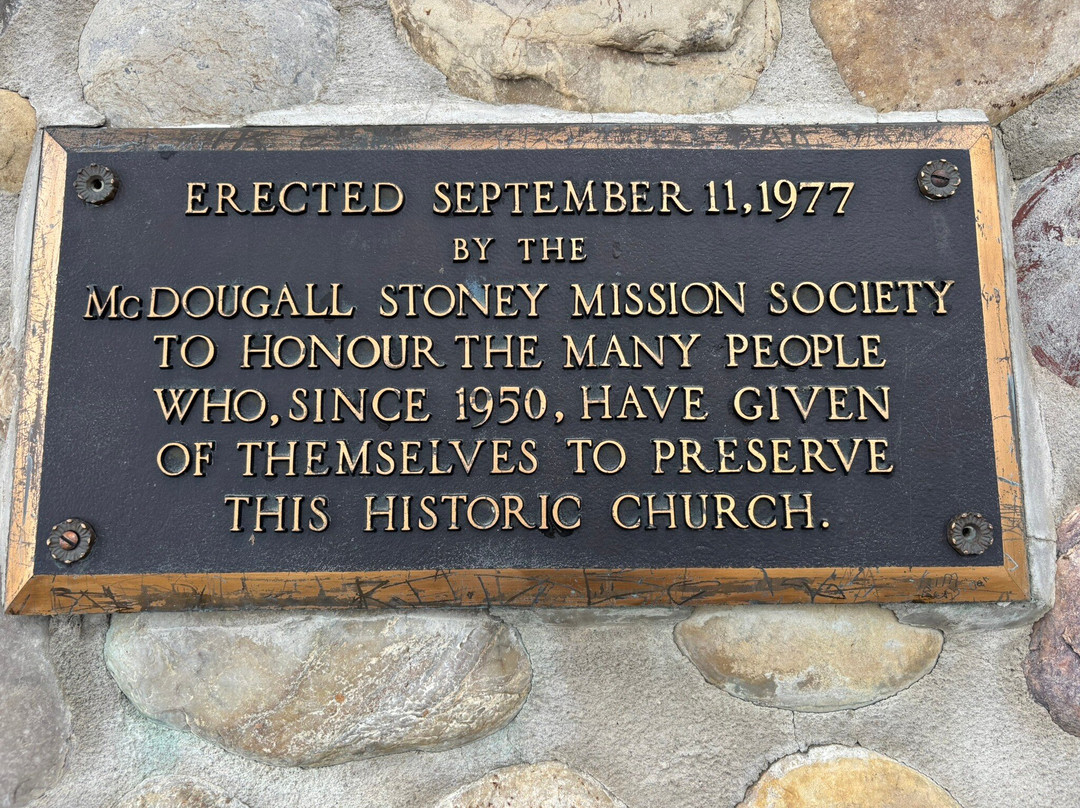 ERECTED SEPTEMBER 11, 1977
BY THE
McDOUGALL STONEY MISSION SOCIETY
TO HONOUR THE MANY PEOPLE
WHO, SINCE 1950, HAVE GIVEN
OF THEMSELVES TO PRESERVE
THIS HISTORIC CHURCH.